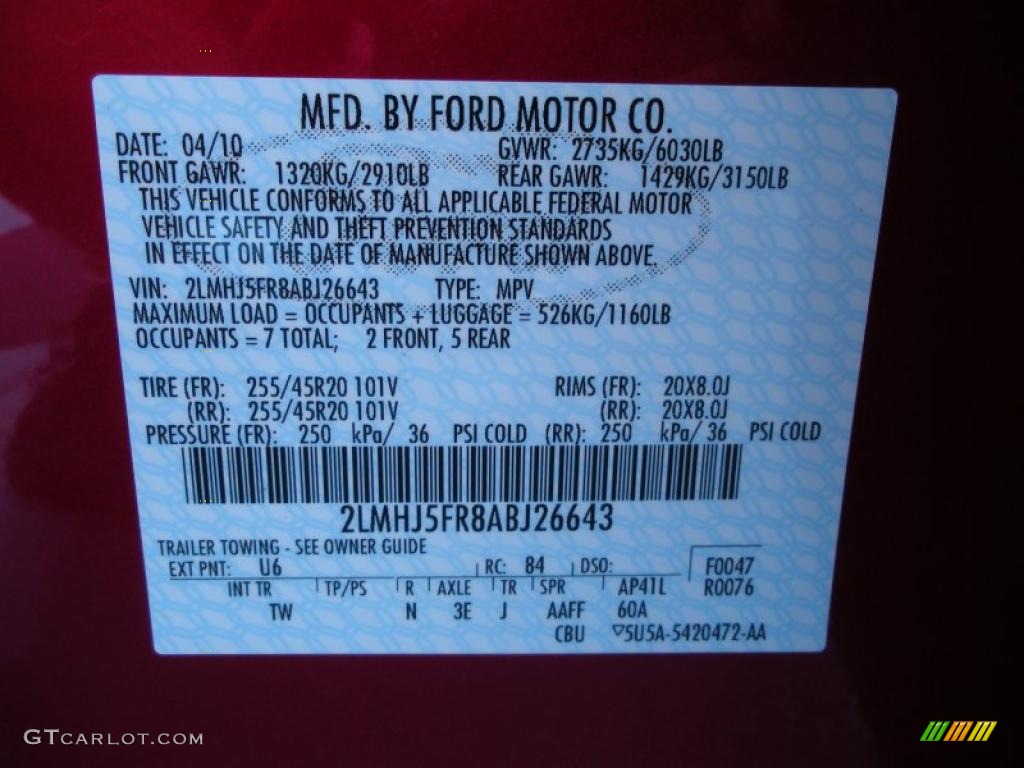 MFD. BY FORD MOTOR CO.
DATE: 04/10 GVWR: 2735KG/6030LB
FRONT GAWR: 1320KG/2910LB REAR GAWR: 1429KG/3150LB
THIS VEHICLE CONFORMS TO ALL APPLICABLE FEDERAL MOTOR
VEHICLE SAFETY AND THEFT PREVENTION STANDARDS
IN EFFECT ON THE DATE OF MANUFACTURE SHOWN ABOVE.
VIN: 2LMHJ5FR8ABJ26643 TYPE: MPV
MAXIMUM LOAD = OCCUPANTS + LUGGAGE = 526KG/1160LB
OCCUPANTS = 7 TOTAL; 2 FRONT, 5 REAR
TIRE (FR): 255/45R20 101V RIMS (FR): 20X8.0J
(RR): 255/45R20 101V (RR): 20X8.0J
PRESSURE (FR): 250 kPa/ 36 PSI COLD (RR): 250 kPa/ 36 PSI COLD
2LMHJ5FR8ABJ26643
TRAILER TOWING - SEE OWNER GUIDE
EXT PNT: U6 RC: 84 DSO: F0047
INT TR TP/PS R AXLE TR SPR AP41L R0076
TW N 3E J AAFF 60A
CBU ▽5U5A-5420472-AA
GTCARLOT.COM